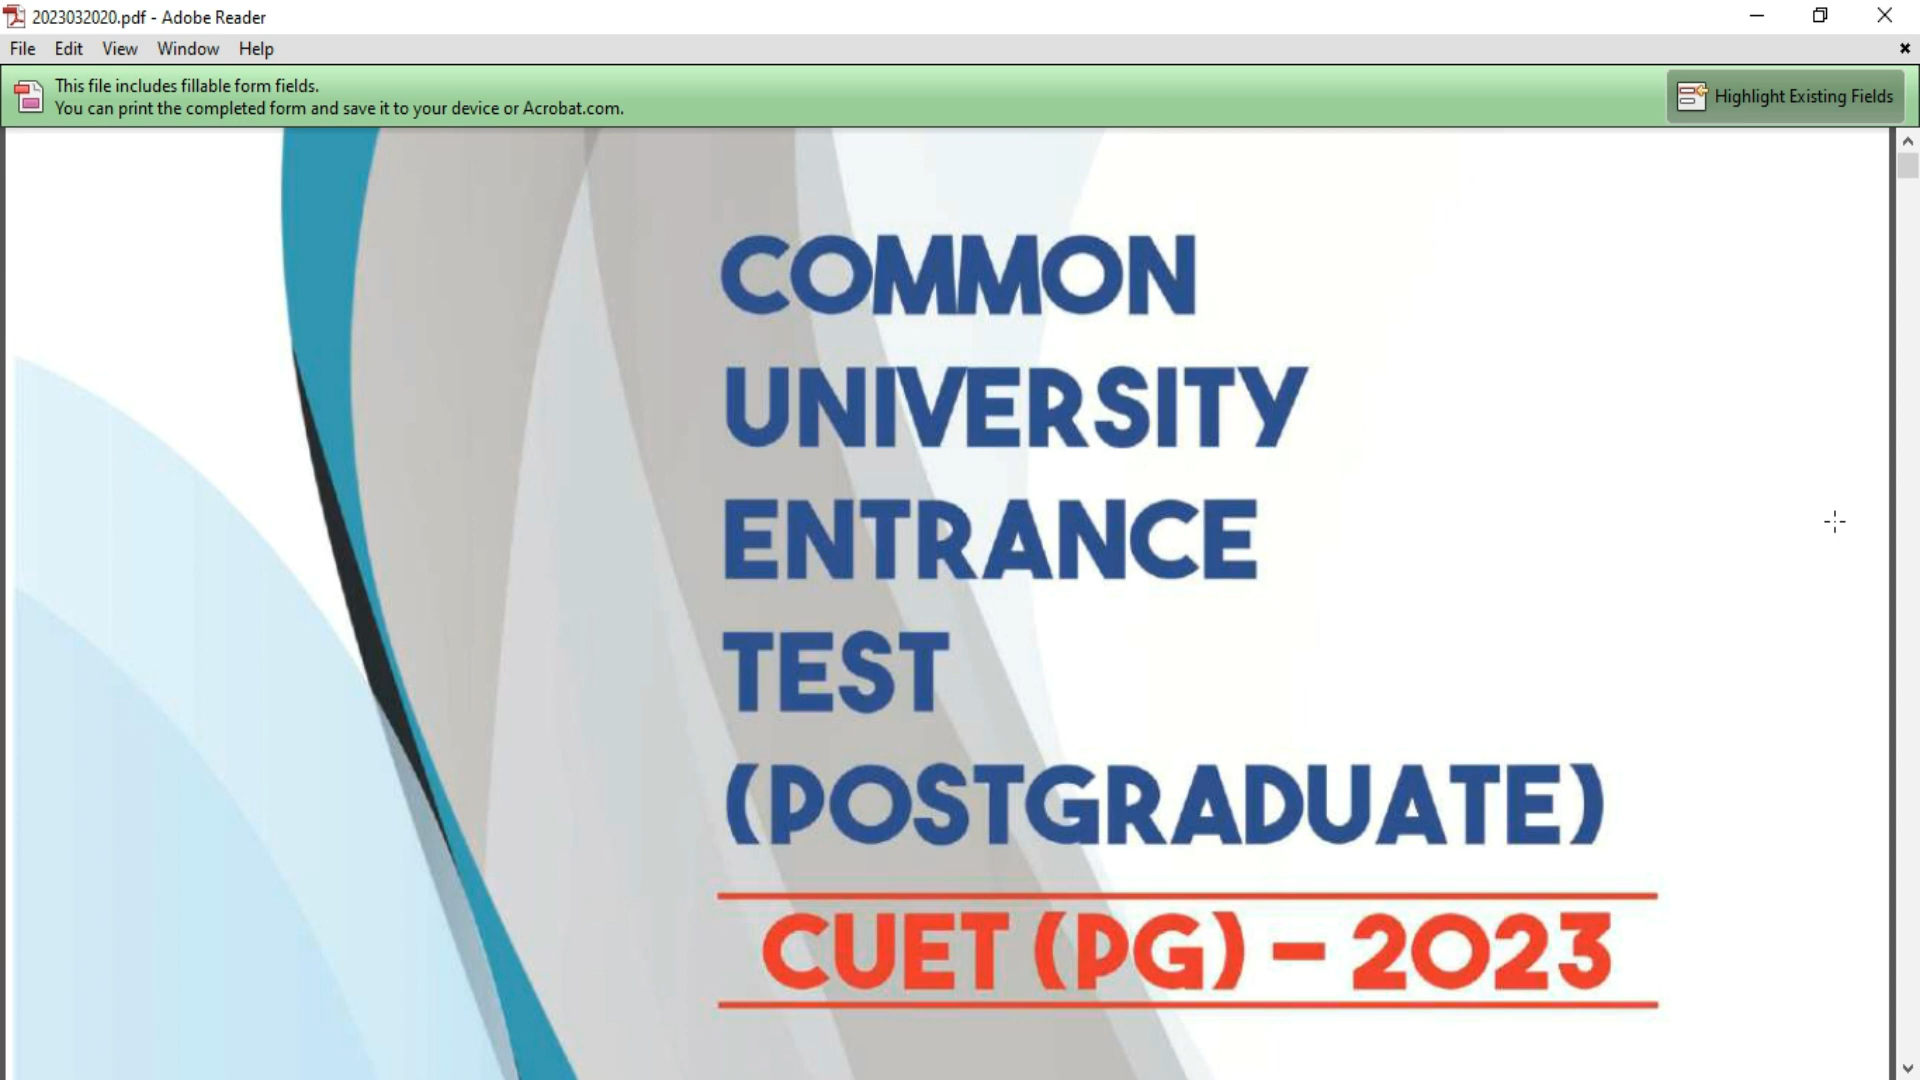 2023032020.pdf - Adobe Reader
File Edit View Window Help
This file includes fillable form fields.
You can print the completed form and save it to your device or Acrobat.com.
Highlight Existing Fields
COMMON
UNIVERSITY
ENTRANCE
TEST
(POSTGRADUATE)
CUET (PG) – 2023